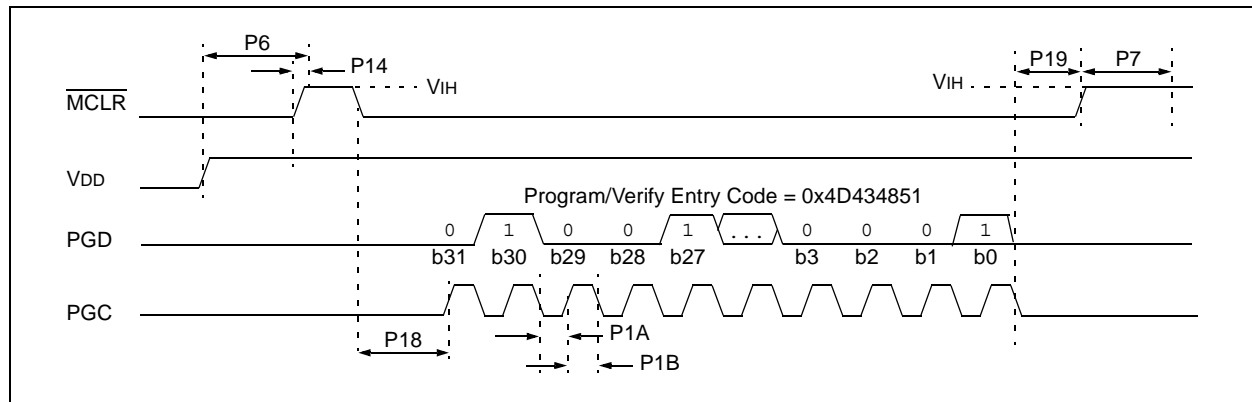 P6
P14
P19
P7
MCLR
VIH
VIH
VDD
Program/Verify Entry Code = 0x4D434851
PGD
0 1 0 0 1 ... 0 0 0 1
b31 b30 b29 b28 b27 b3 b2 b1 b0
PGC
P18
P1A
P1B